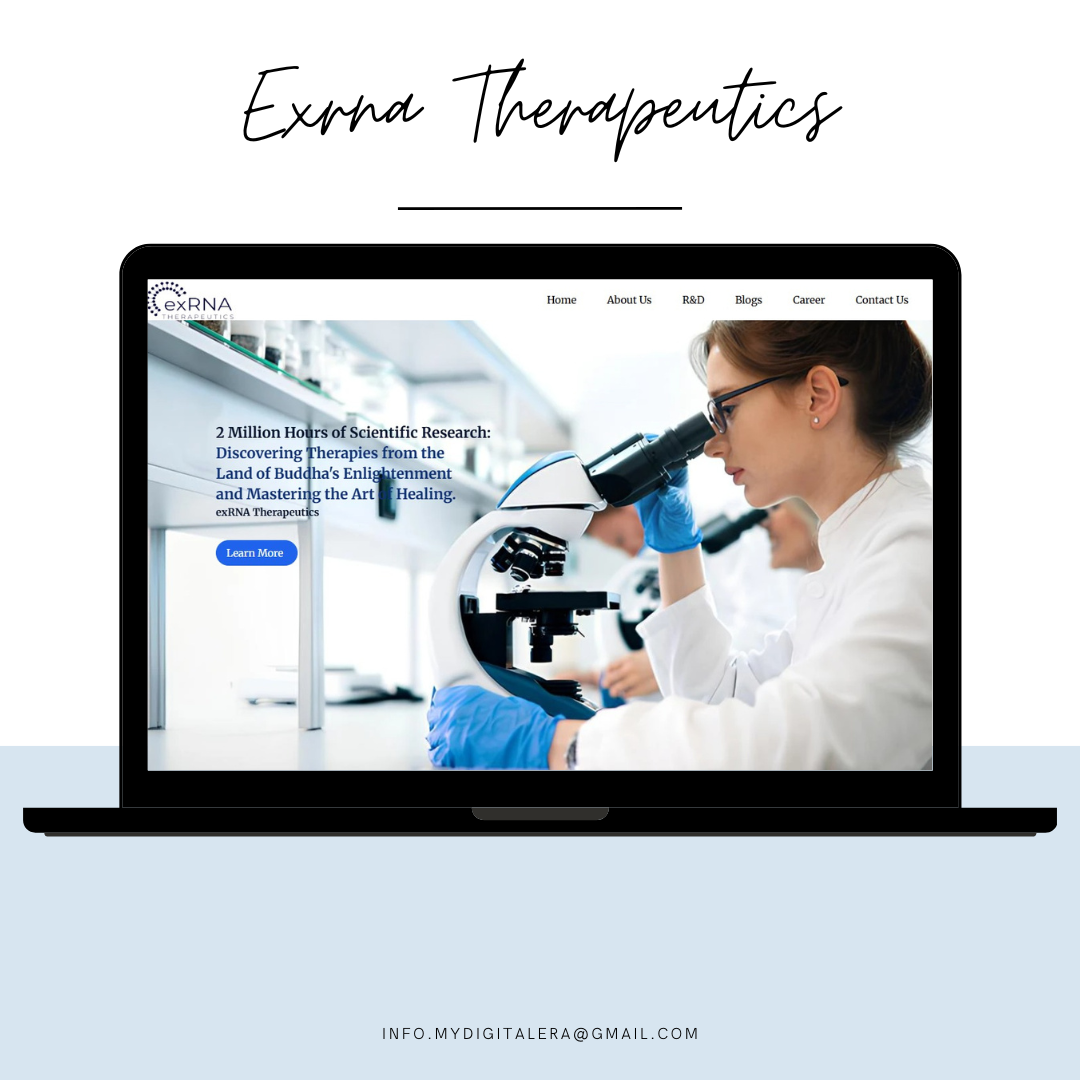 Exrna Therapeutics
exRNA
THERAPEUTICS
Home About Us R&D Blogs Career Contact Us
2 Million Hours of Scientific Research:
Discovering Therapies from the
Land of Buddha's Enlightenment
and Mastering the Art of Healing.
exRNA Therapeutics
Learn More
INFO.MYDIGITALERA@GMAIL.COM